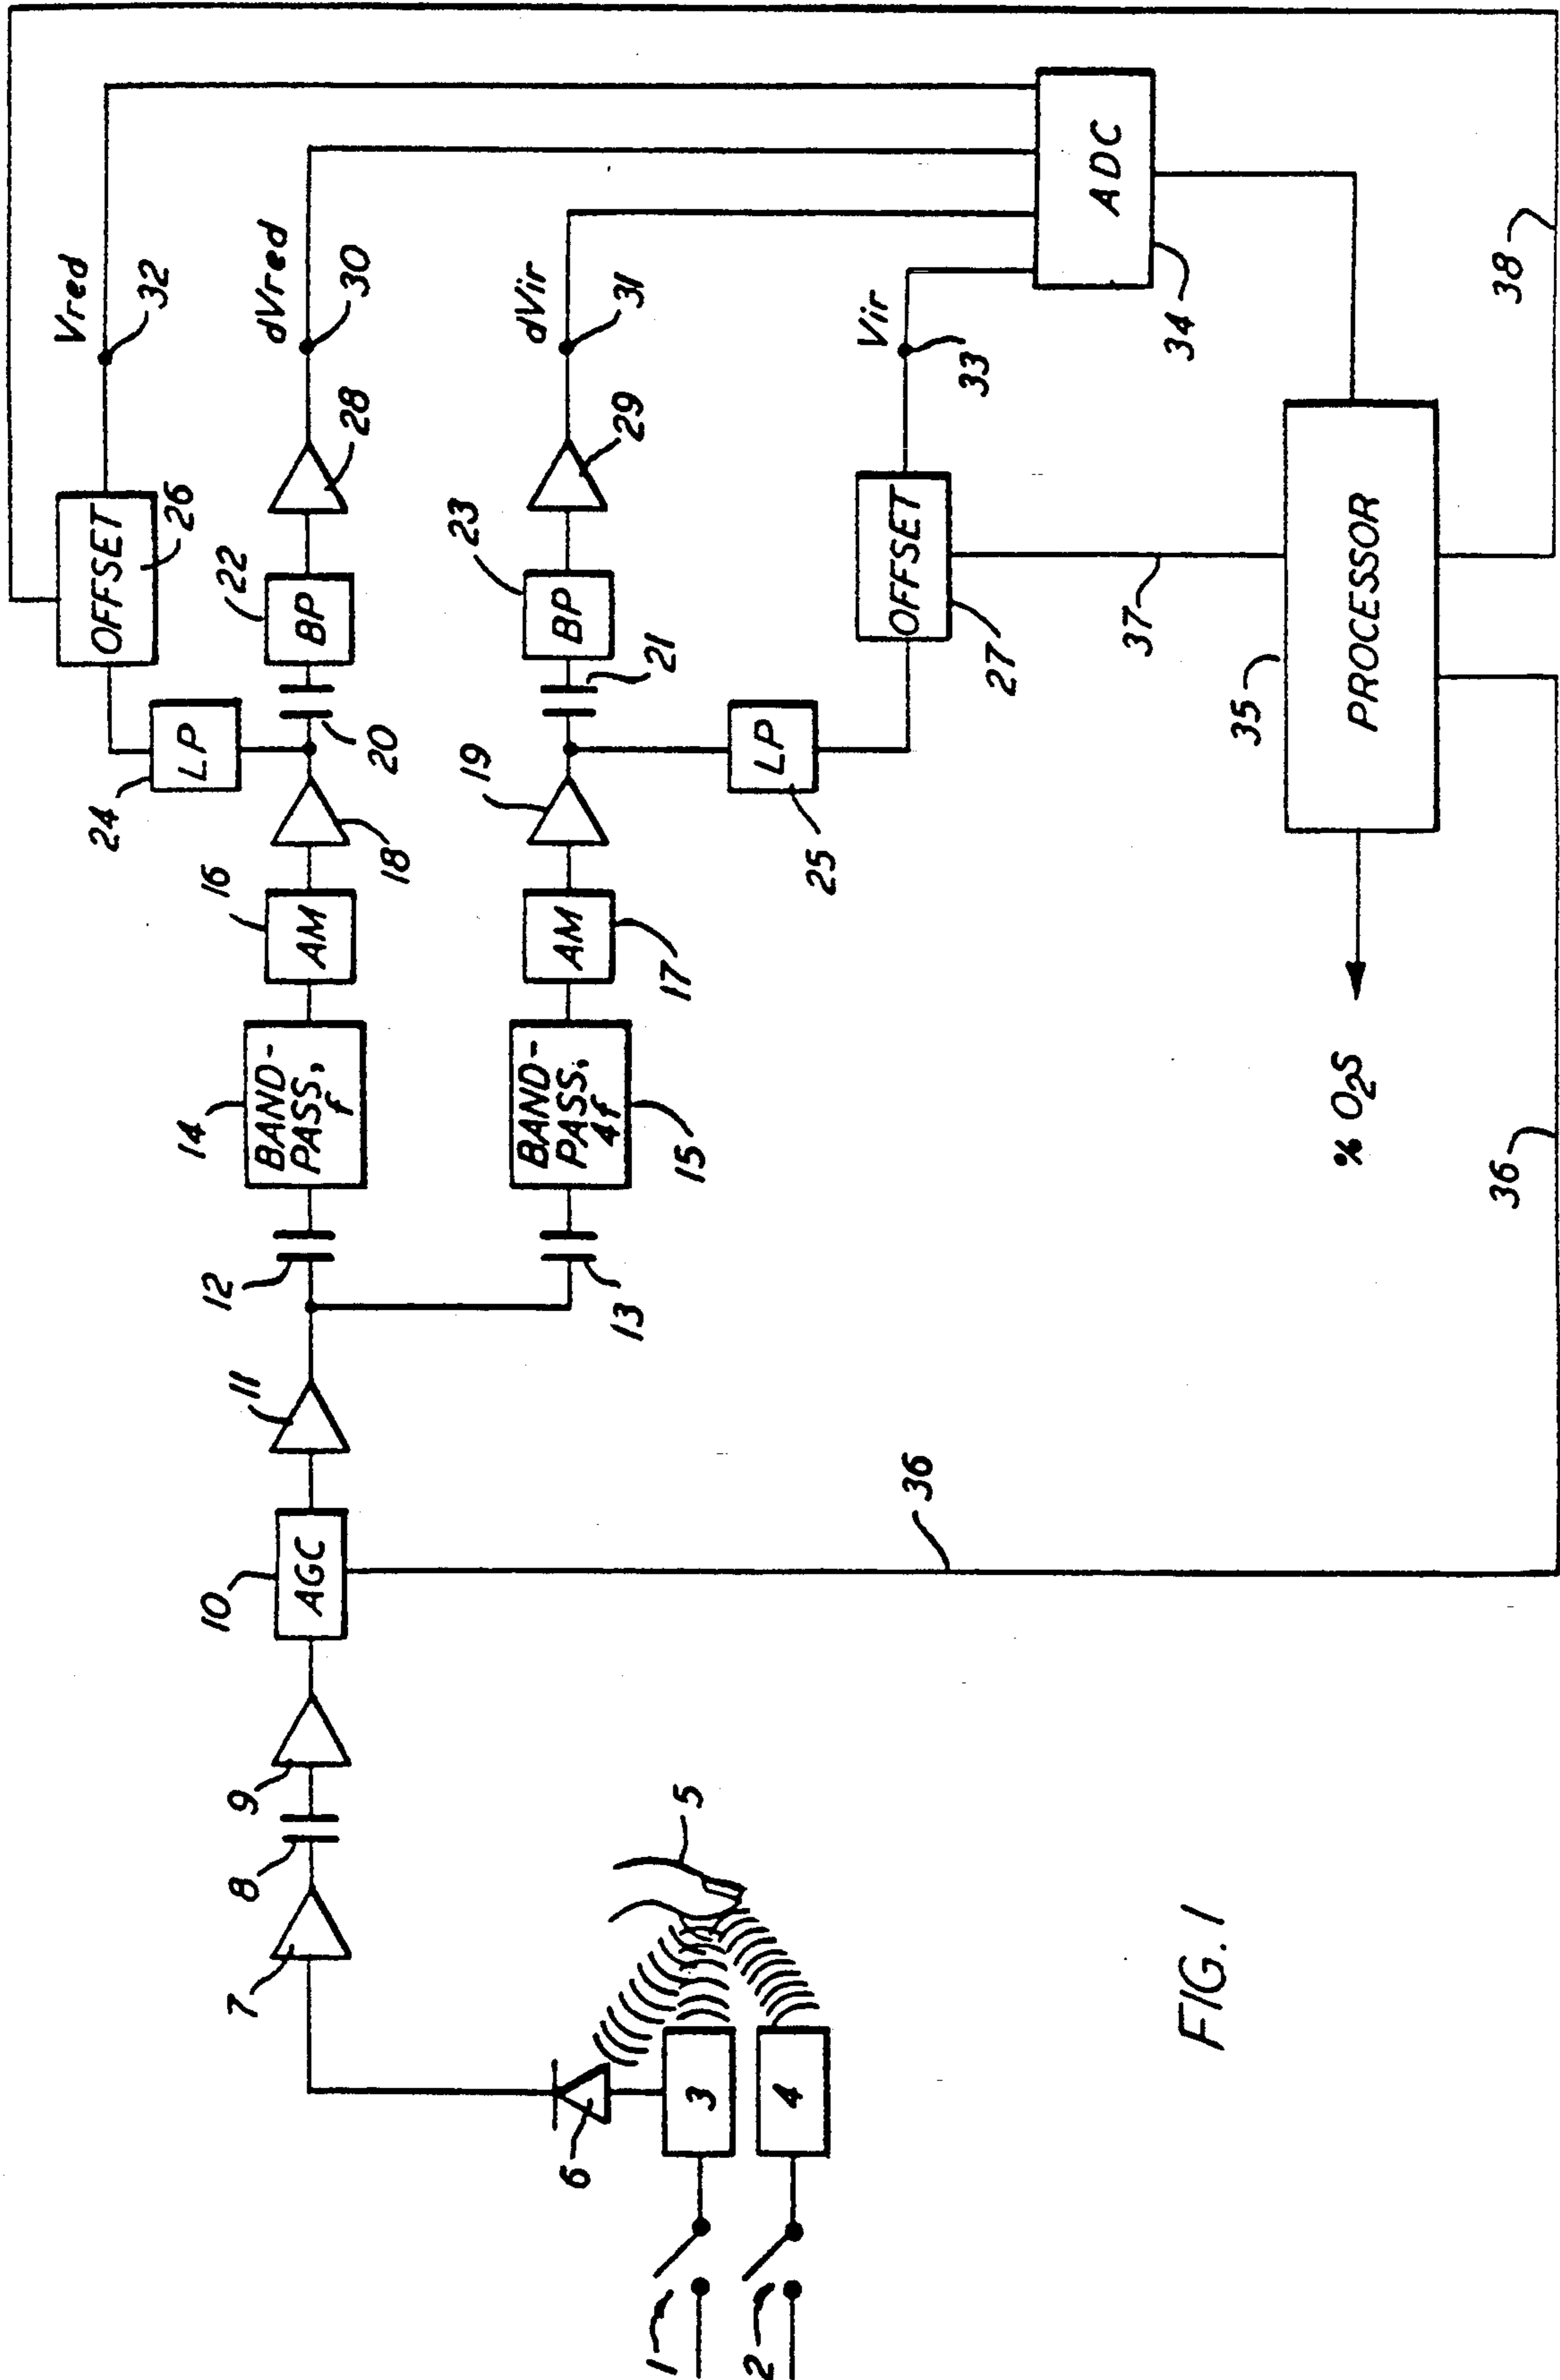 Vred
32
OFFSET
26
dVred
30
28
22
BP
24
LP
20
18
16
AM
14
BAND-
PASS,
f
12
11
10
AGC
9
8
7
dVir
31
29
23
BP
21
19
17
AM
BAND-
PASS,
4f
15
13
Vir
33
OFFSET
27
LP
25
ADC
34
37
35
PROCESSOR
38
36
36
% O2S
5
6
3
4
1
2
FIG. 1